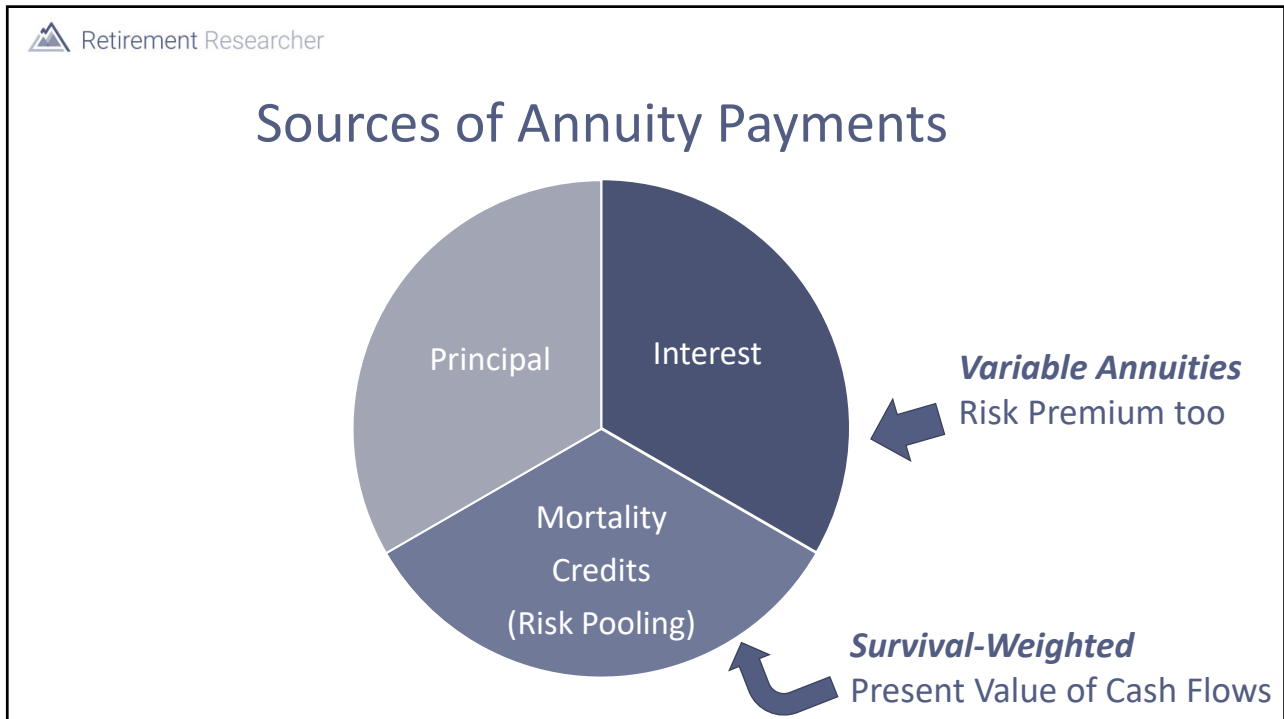 Retirement Researcher
Sources of Annuity Payments
Principal
Interest
Variable Annuities
Risk Premium too
Mortality
Credits
(Risk Pooling)
Survival-Weighted
Present Value of Cash Flows